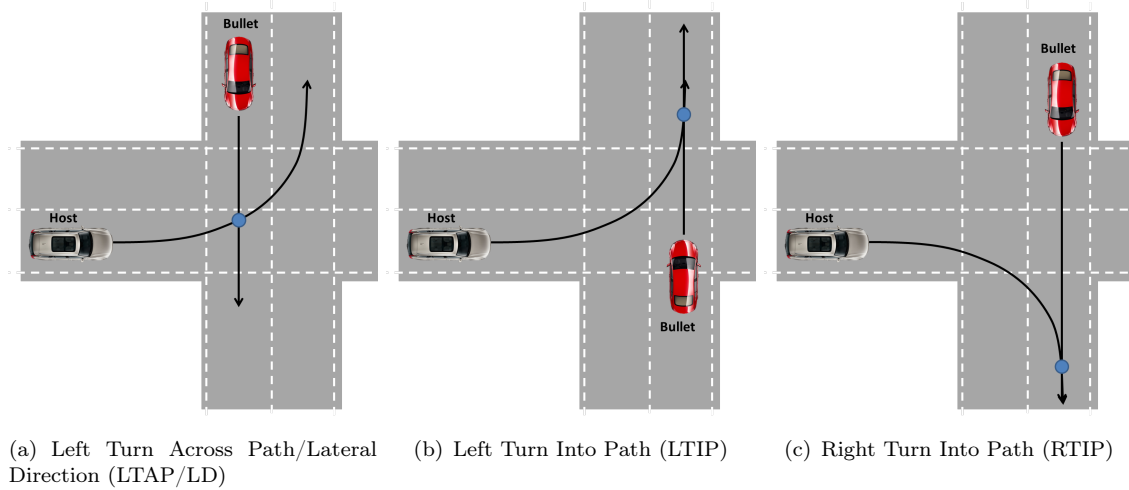 Bullet
Host
Host
Bullet
Bullet
Host
(a) Left Turn Across Path/Lateral
Direction (LTAP/LD)
(b) Left Turn Into Path (LTIP)
(c) Right Turn Into Path (RTIP)